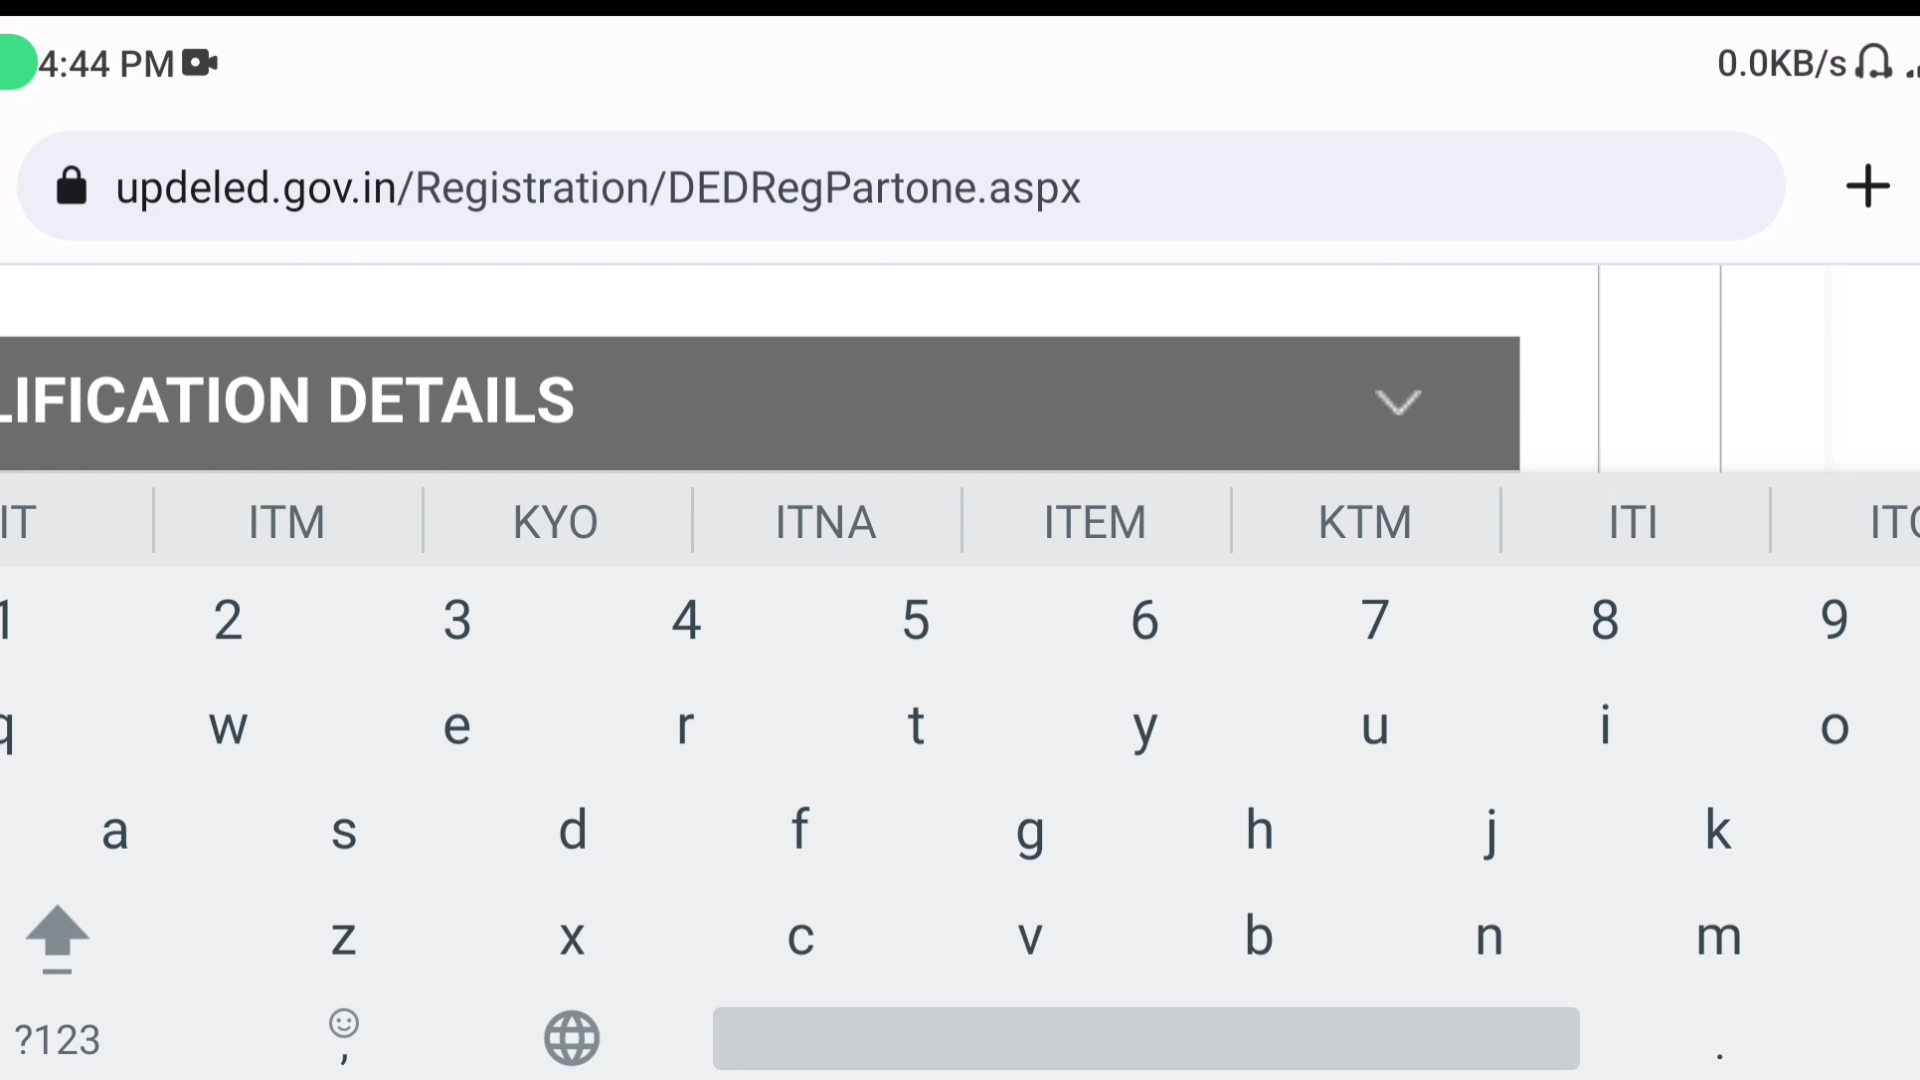 4:44 PM 0.0KB/s
updeled.gov.in/Registration/DEDRegPartone.aspx
LIFICATION DETAILS
IT ITM KYO ITNA ITEM KTM ITI
1 2 3 4 5 6 7 8 9
q w e r t y u i o
a s d f g h j k
z x c v b n m
?123 , .